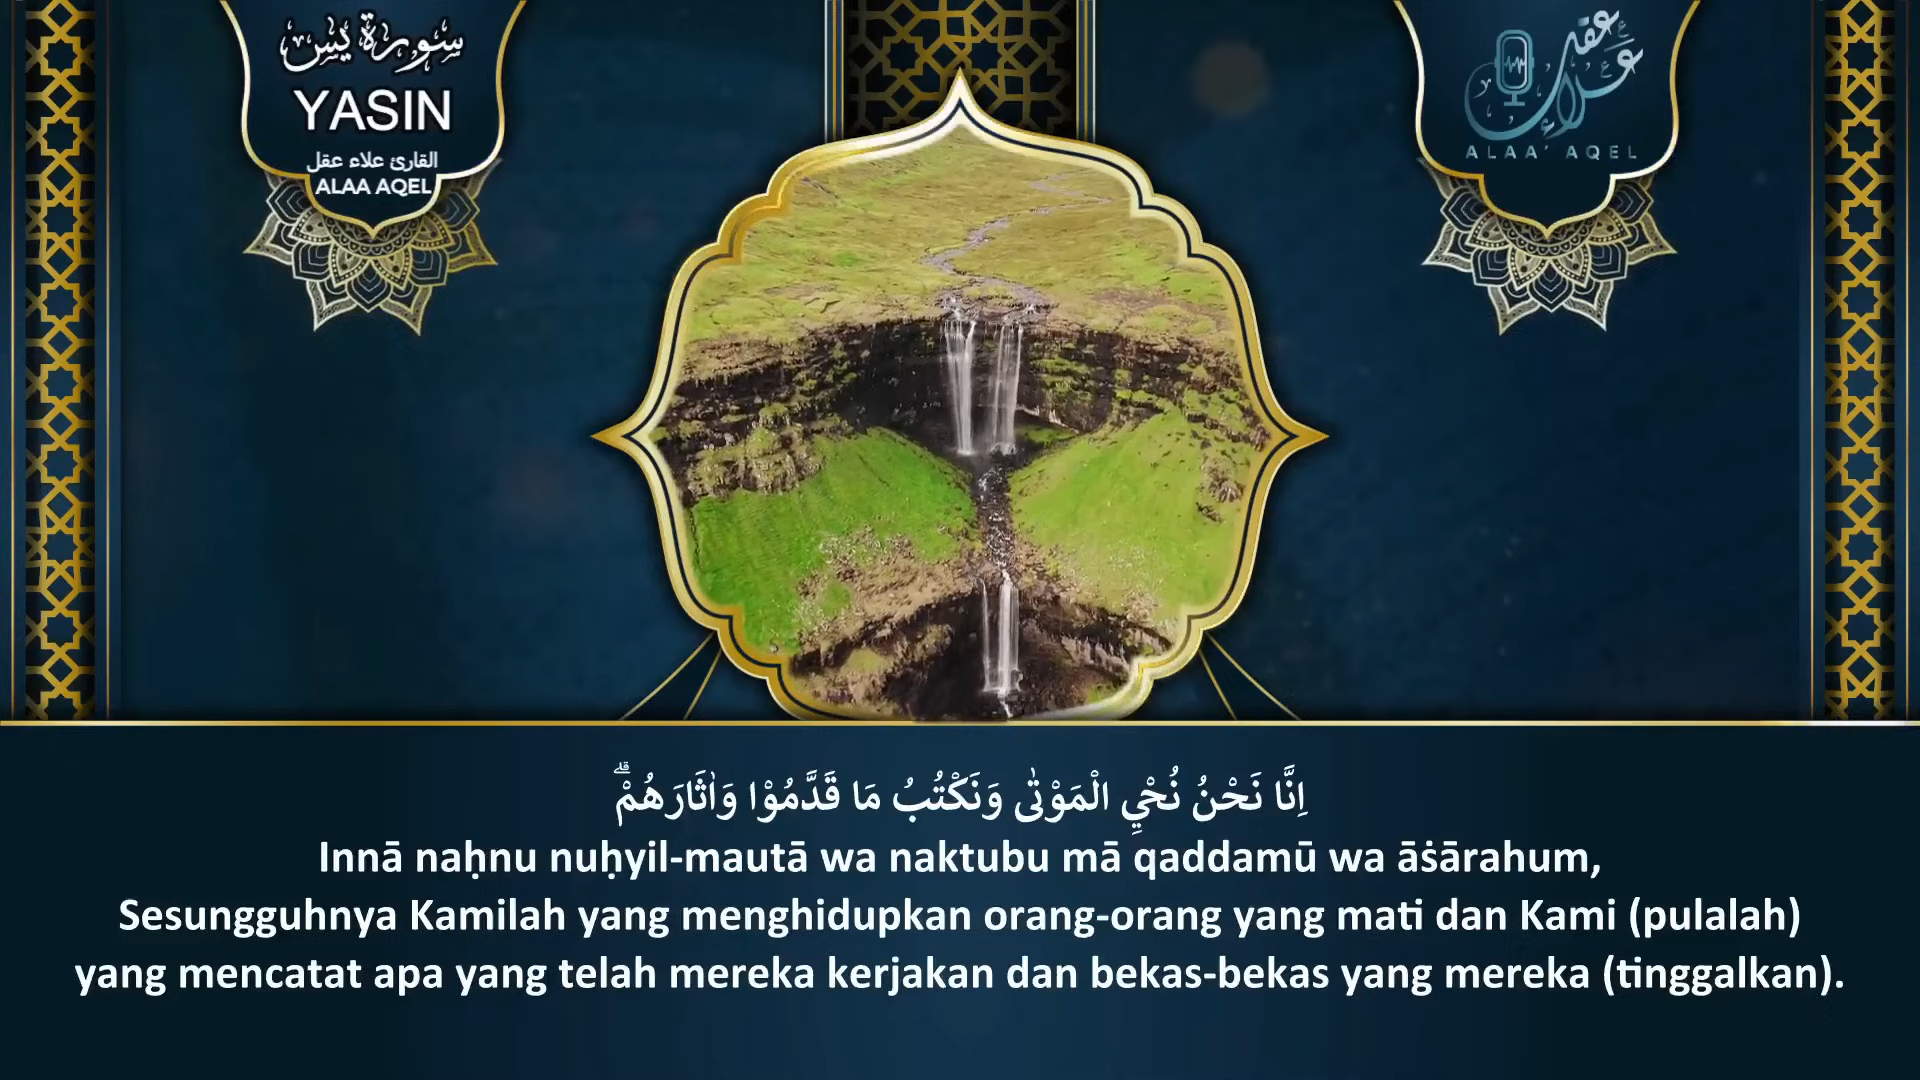 سورة يس
YASIN
القارئ علاء عقل
ALAA AQEL
علاء عقل
ALAA' AQEL
اِنَّا نَحْنُ نُحْيِ الْمَوْتٰى وَنَكْتُبُ مَا قَدَّمُوْا وَاٰثَارَهُمْۗ
Innā naḥnu nuḥyil-mautā wa naktubu mā qaddamū wa āṡārahum,
Sesungguhnya Kamilah yang menghidupkan orang-orang yang mati dan Kami (pulalah)
yang mencatat apa yang telah mereka kerjakan dan bekas-bekas yang mereka (tinggalkan).